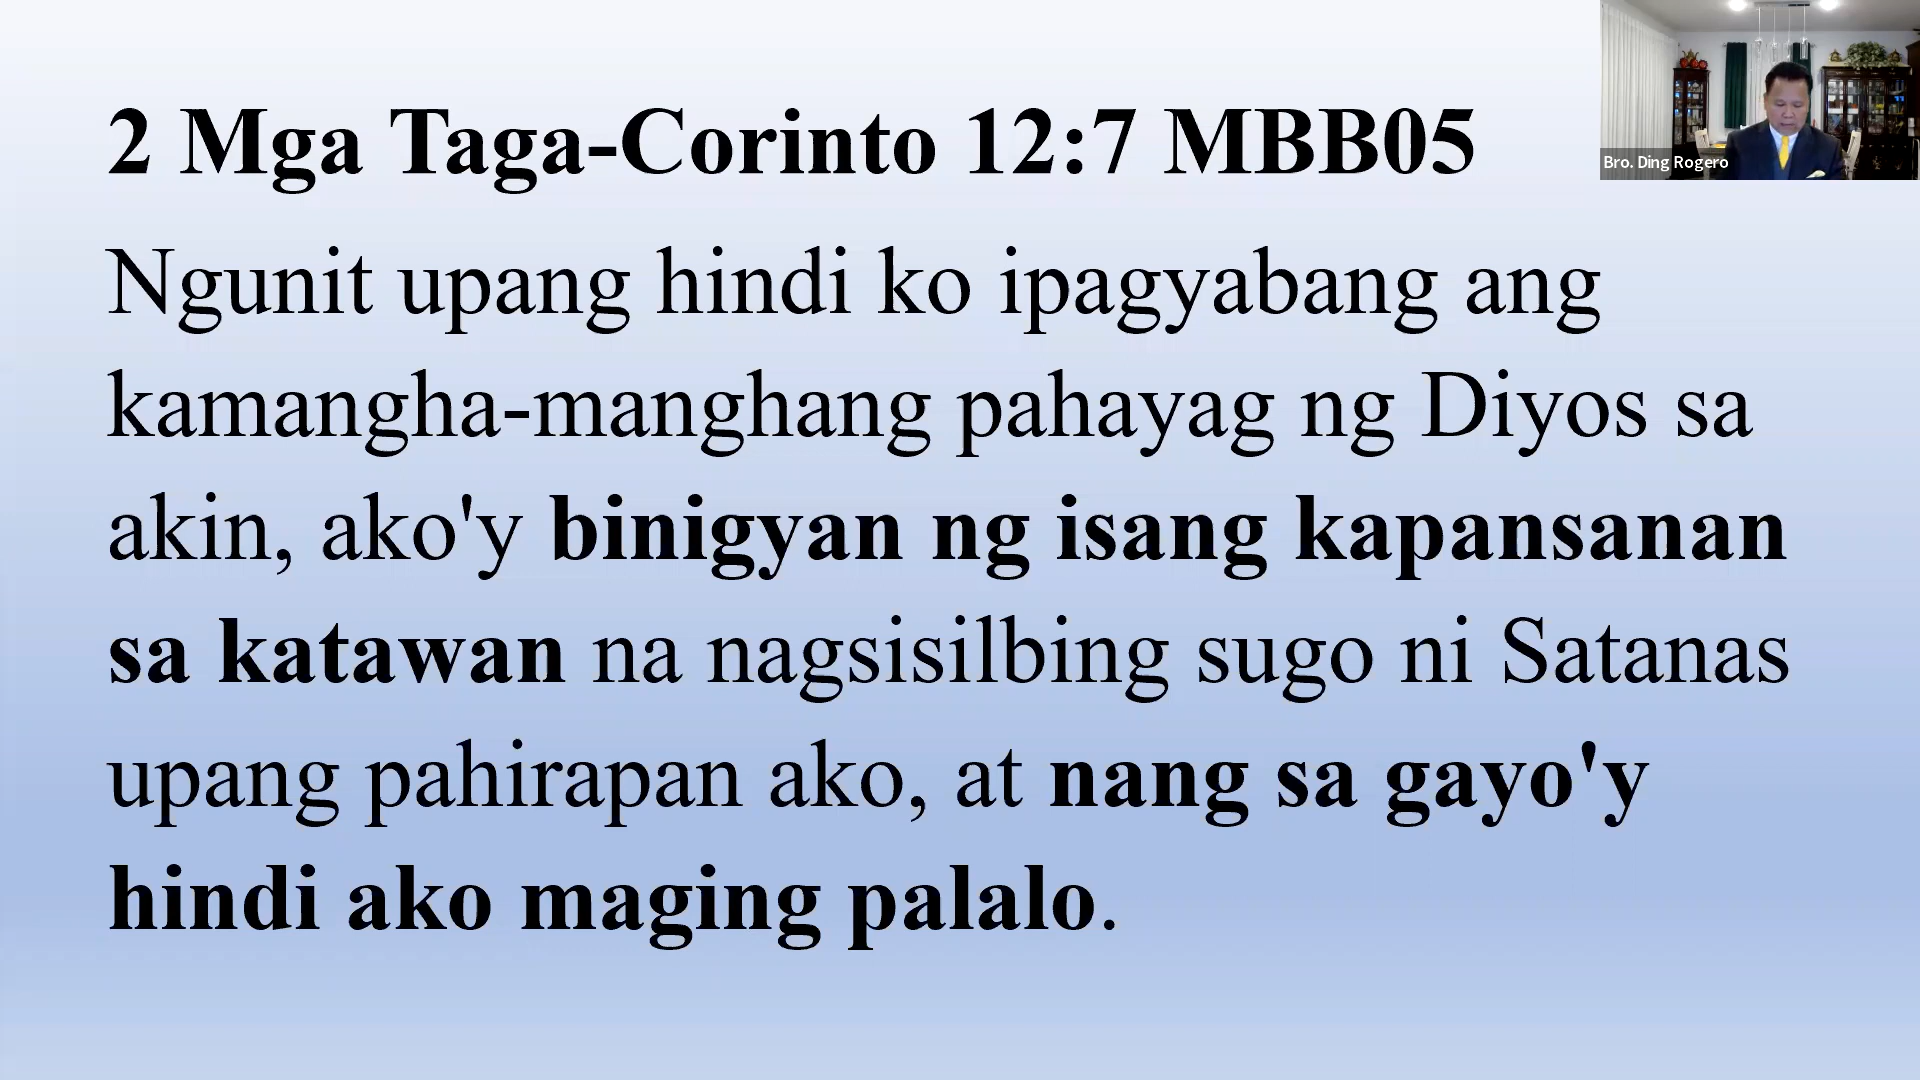 2 Mga Taga-Corinto 12:7 MBB05
Ngunit upang hindi ko ipagyabang ang
kamangha-manghang pahayag ng Diyos sa
akin, ako'y binigyan ng isang kapansanan
sa katawan na nagsisilbing sugo ni Satanas
upang pahirapan ako, at nang sa gayo'y
hindi ako maging palalo.
Bro. Ding Rogero